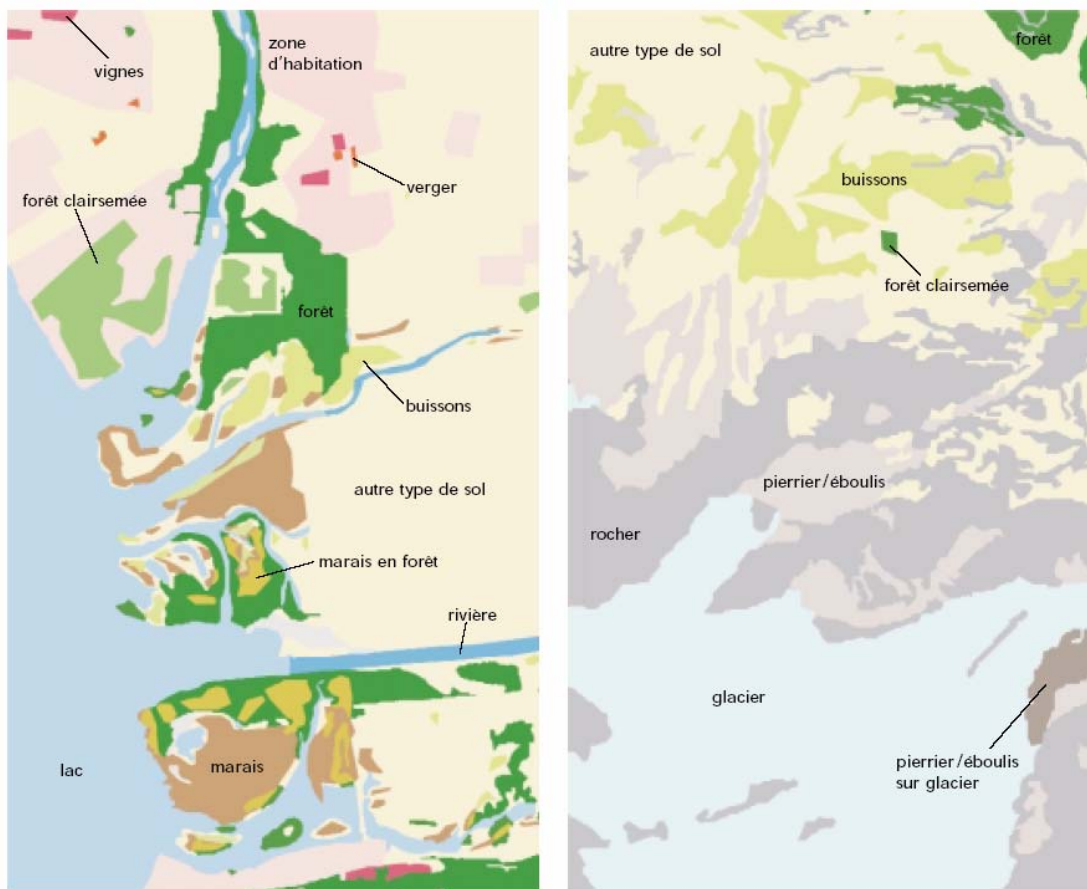 vignes
zone
d'habitation
verger
forêt clairsemée
forêt
buissons
autre type de sol
marais en forêt
rivière
lac
marais
autre type de sol
forêt
buissons
forêt clairsemée
pierrier/éboulis
rocher
glacier
pierrier/éboulis
sur glacier